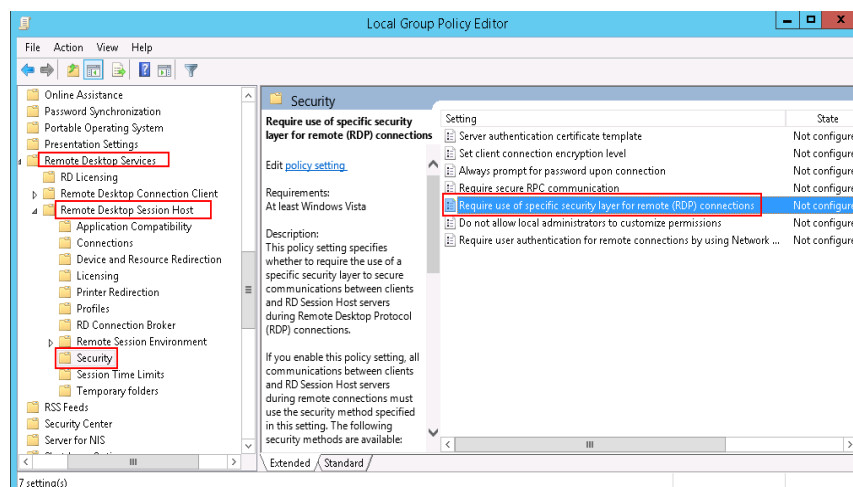 Local Group Policy Editor
File Action View Help
Online Assistance
Password Synchronization
Portable Operating System
Presentation Settings
Remote Desktop Services
RD Licensing
Remote Desktop Connection Client
Remote Desktop Session Host
Application Compatibility
Connections
Device and Resource Redirection
Licensing
Printer Redirection
Profiles
RD Connection Broker
Remote Session Environment
Security
Session Time Limits
Temporary folders
RSS Feeds
Security Center
Server for NIS
Security
Require use of specific security
layer for remote (RDP) connections
Edit policy setting
Requirements:
At least Windows Vista
Description:
This policy setting specifies
whether to require the use of a
specific security layer to secure
communications between clients
and RD Session Host servers
during Remote Desktop Protocol
(RDP) connections.
If you enable this policy setting, all
communications between clients
and RD Session Host servers
during remote connections must
use the security method specified
in this setting. The following
security methods are available:
Setting State
Server authentication certificate template Not configure
Set client connection encryption level Not configure
Always prompt for password upon connection Not configure
Require secure RPC communication Not configure
Require use of specific security layer for remote (RDP) connections Not configure
Do not allow local administrators to customize permissions Not configure
Require user authentication for remote connections by using Network ... Not configure
Extended Standard
7 setting(s)